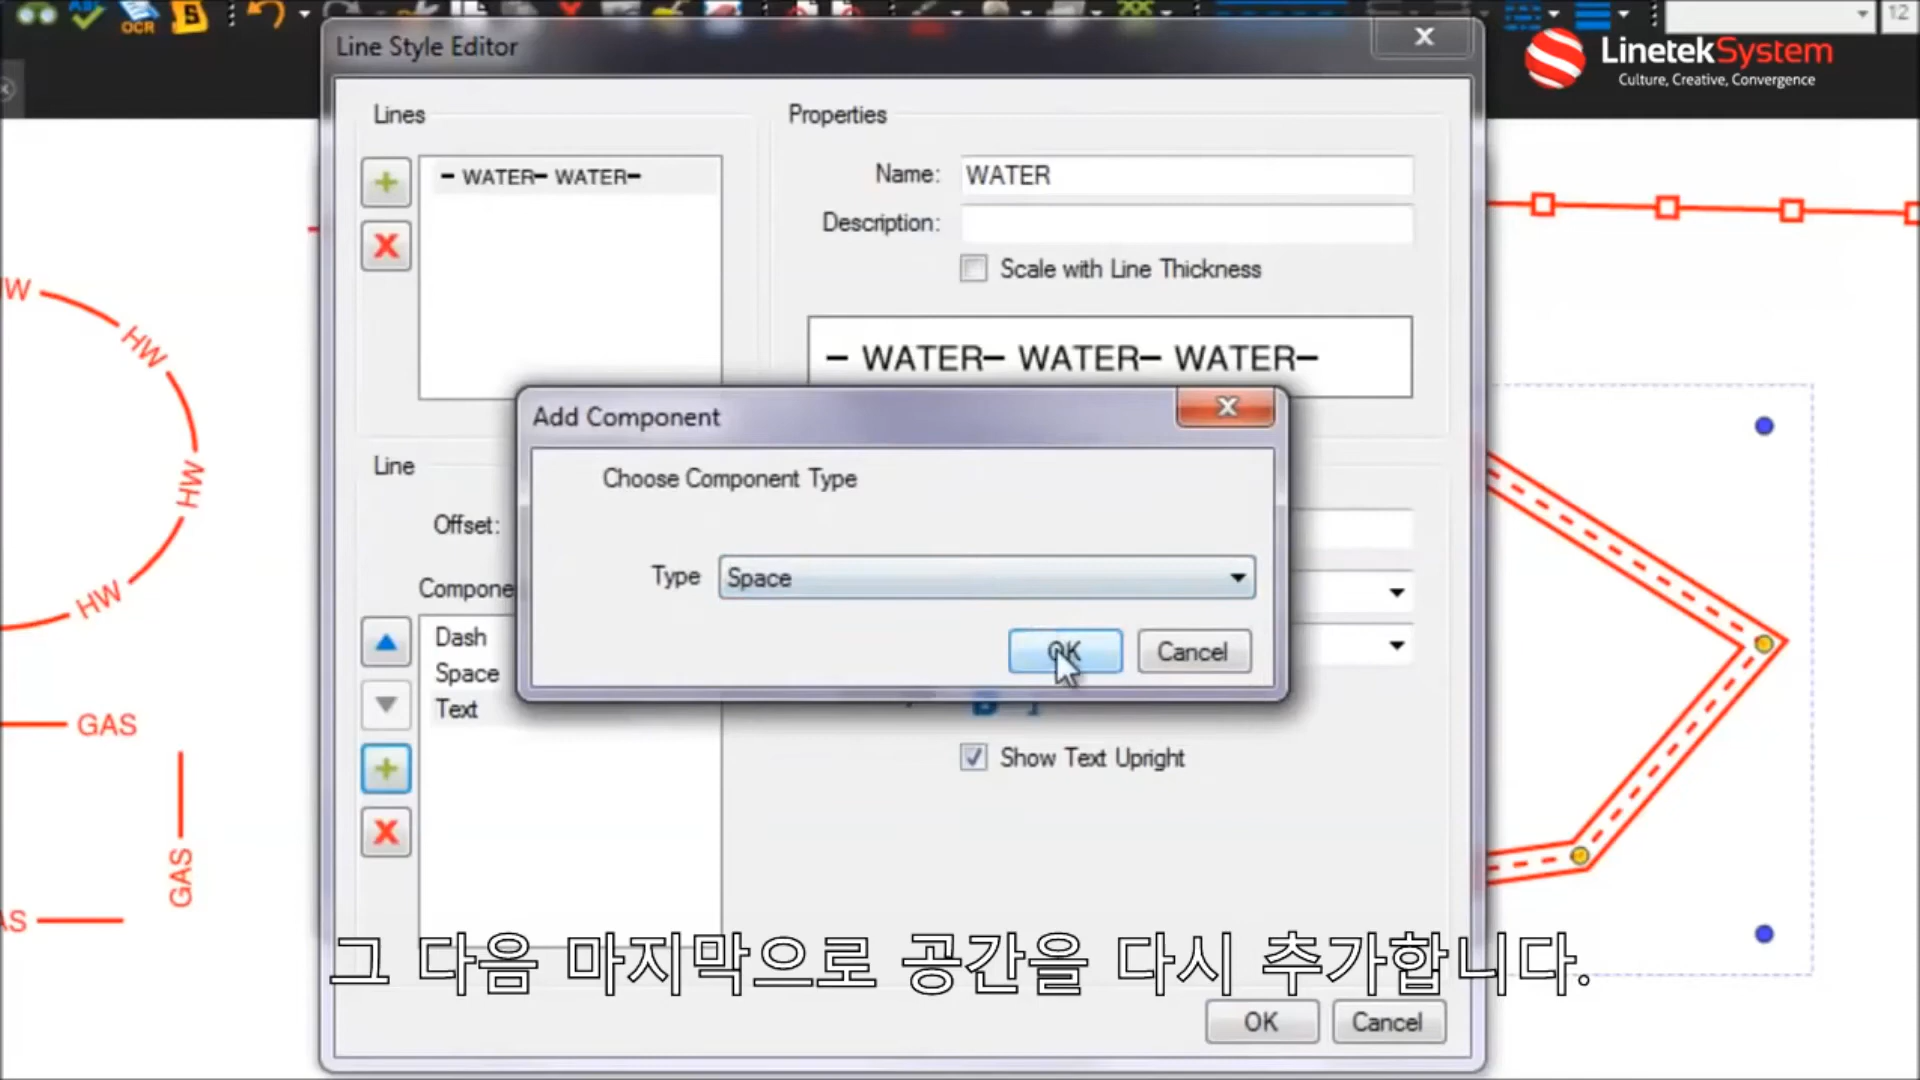 OCR
S
12
Line Style Editor
LinetekSystem
Culture, Creative, Convergence
Lines
Properties
- WATER- WATER-
Name:
WATER
Description:
Scale with Line Thickness
- WATER- WATER- WATER-
Add Component
Choose Component Type
Type
Space
OK
Cancel
Line
Offset:
Dash
Space
Text
Show Text Upright
HW
HW
HW
GAS
GAS
그 다음 마지막으로 공간을 다시 추가합니다.
OK
Cancel